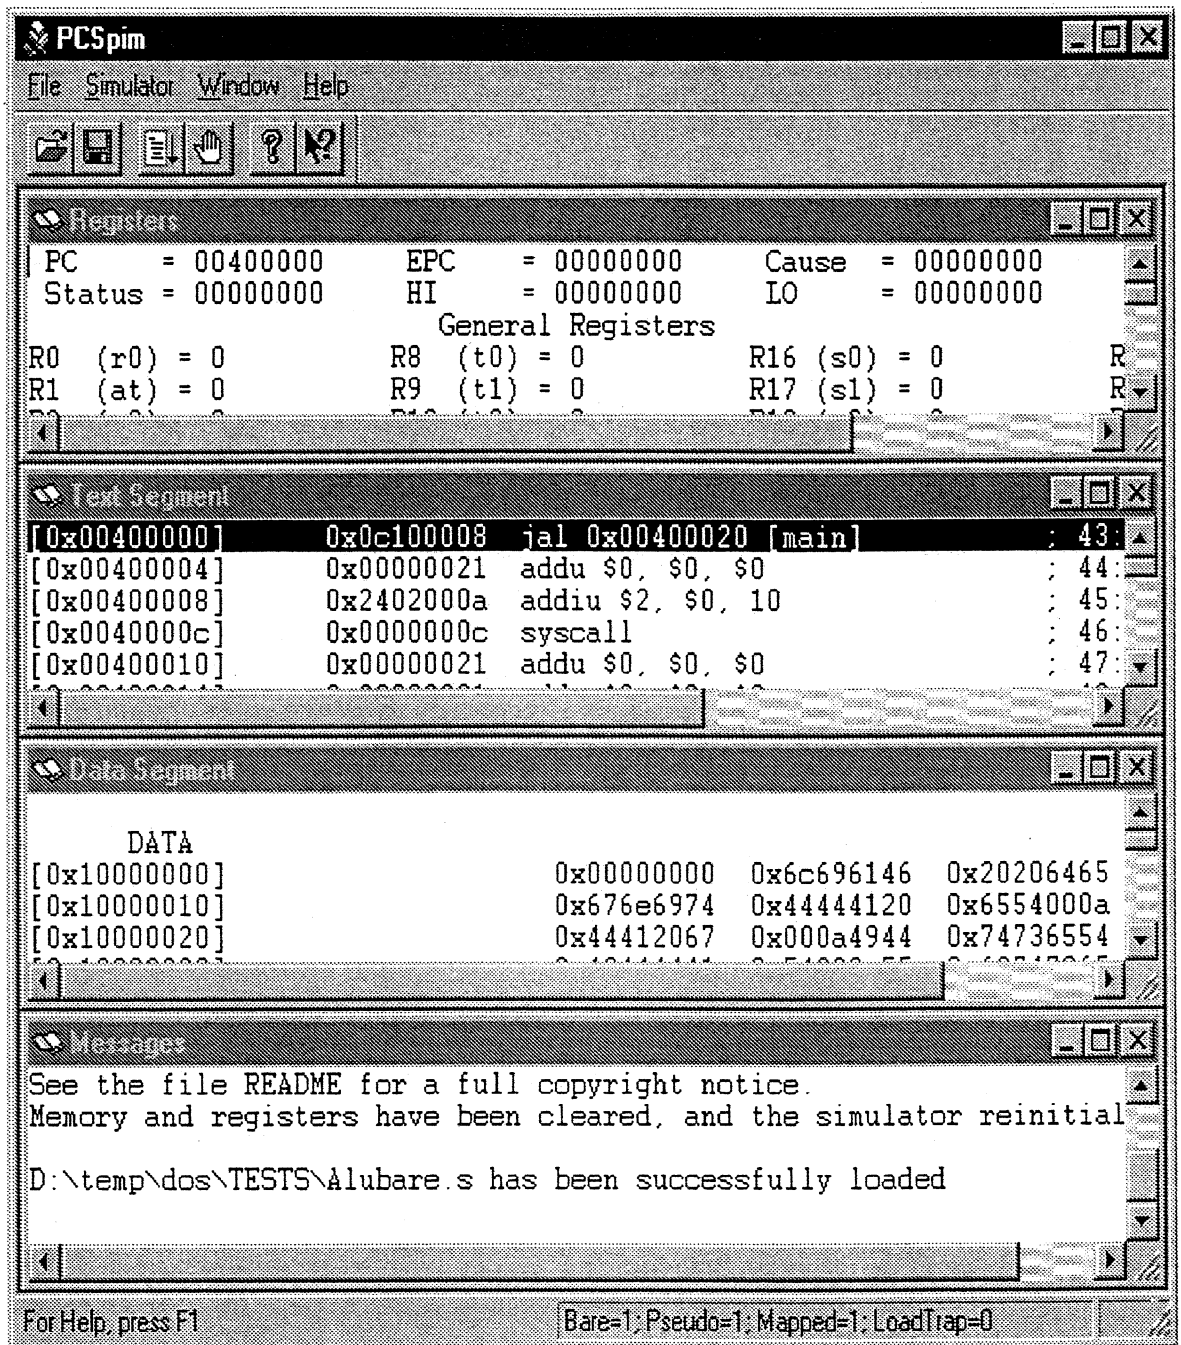 PCSpim
File Simulator Window Help
Registers
PC = 00400000 EPC = 00000000 Cause = 00000000
Status = 00000000 HI = 00000000 LO = 00000000
General Registers
R0 (r0) = 0 R8 (t0) = 0 R16 (s0) = 0 R
R1 (at) = 0 R9 (t1) = 0 R17 (s1) = 0 R
Text Segment
[0x00400000] 0x0c100008 jal 0x00400020 [main] ; 43:
[0x00400004] 0x00000021 addu $0, $0, $0 ; 44:
[0x00400008] 0x2402000a addiu $2, $0, 10 ; 45:
[0x0040000c] 0x0000000c syscall ; 46:
[0x00400010] 0x00000021 addu $0, $0, $0 ; 47:
Data Segment
DATA
[0x10000000] 0x00000000 0x6c696146 0x20206465
[0x10000010] 0x676e6974 0x44444120 0x6554000a
[0x10000020] 0x44412067 0x000a4944 0x74736554
Messages
See the file README for a full copyright notice.
Memory and registers have been cleared, and the simulator reinitial
D:\temp\dos\TESTS\Alubare.s has been successfully loaded
For Help, press F1 Bare=1; Pseudo=1; Mapped=1; LoadTrap=0